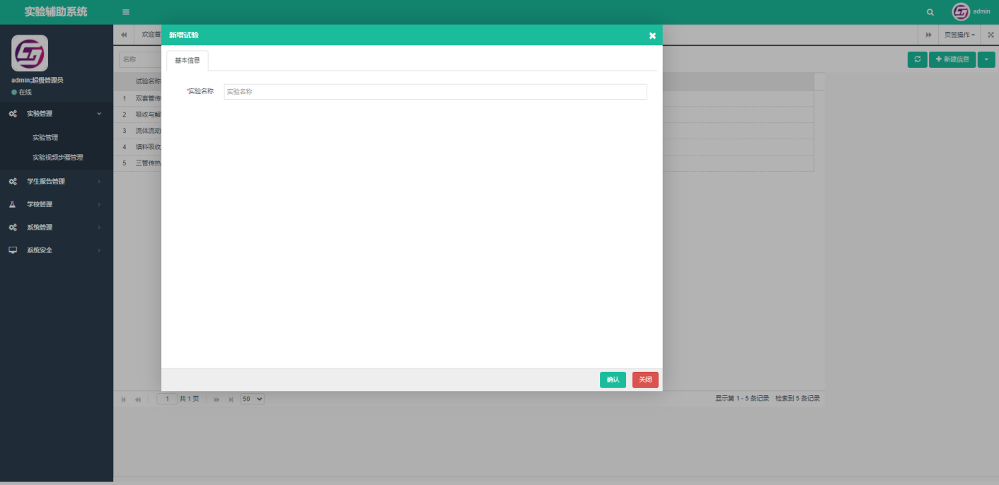 实验辅助系统
admin
欢迎首
页签操作
admin;超级管理员
在线
实验管理
实验管理
实验视频步骤管理
学生报告管理
学校管理
系统管理
系统安全
名称
新建信息
试验名称
1 双套管传
2 吸收与解
3 流体流动
4 填料吸收
5 三管传热
新增试验
基本信息
*实验名称 实验名称
确认 关闭
1 共 1 页 50
显示第 1 - 5 条记录 检索到 5 条记录